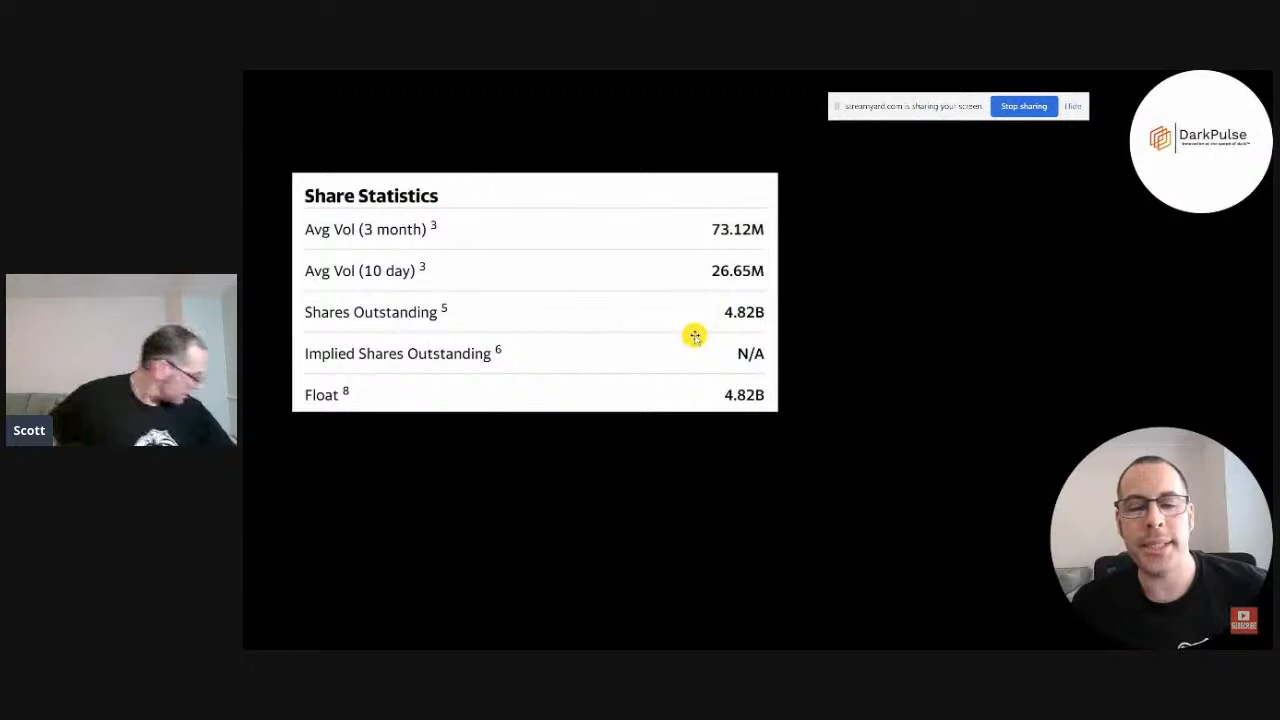 streamyard.com is sharing your screen.
Stop sharing
Hide
DarkPulse
Share Statistics
Avg Vol (3 month) 3
73.12M
Avg Vol (10 day) 3
26.65M
Shares Outstanding 5
4.82B
Implied Shares Outstanding 6
N/A
Float 8
4.82B
Scott
SUBSCRIBE